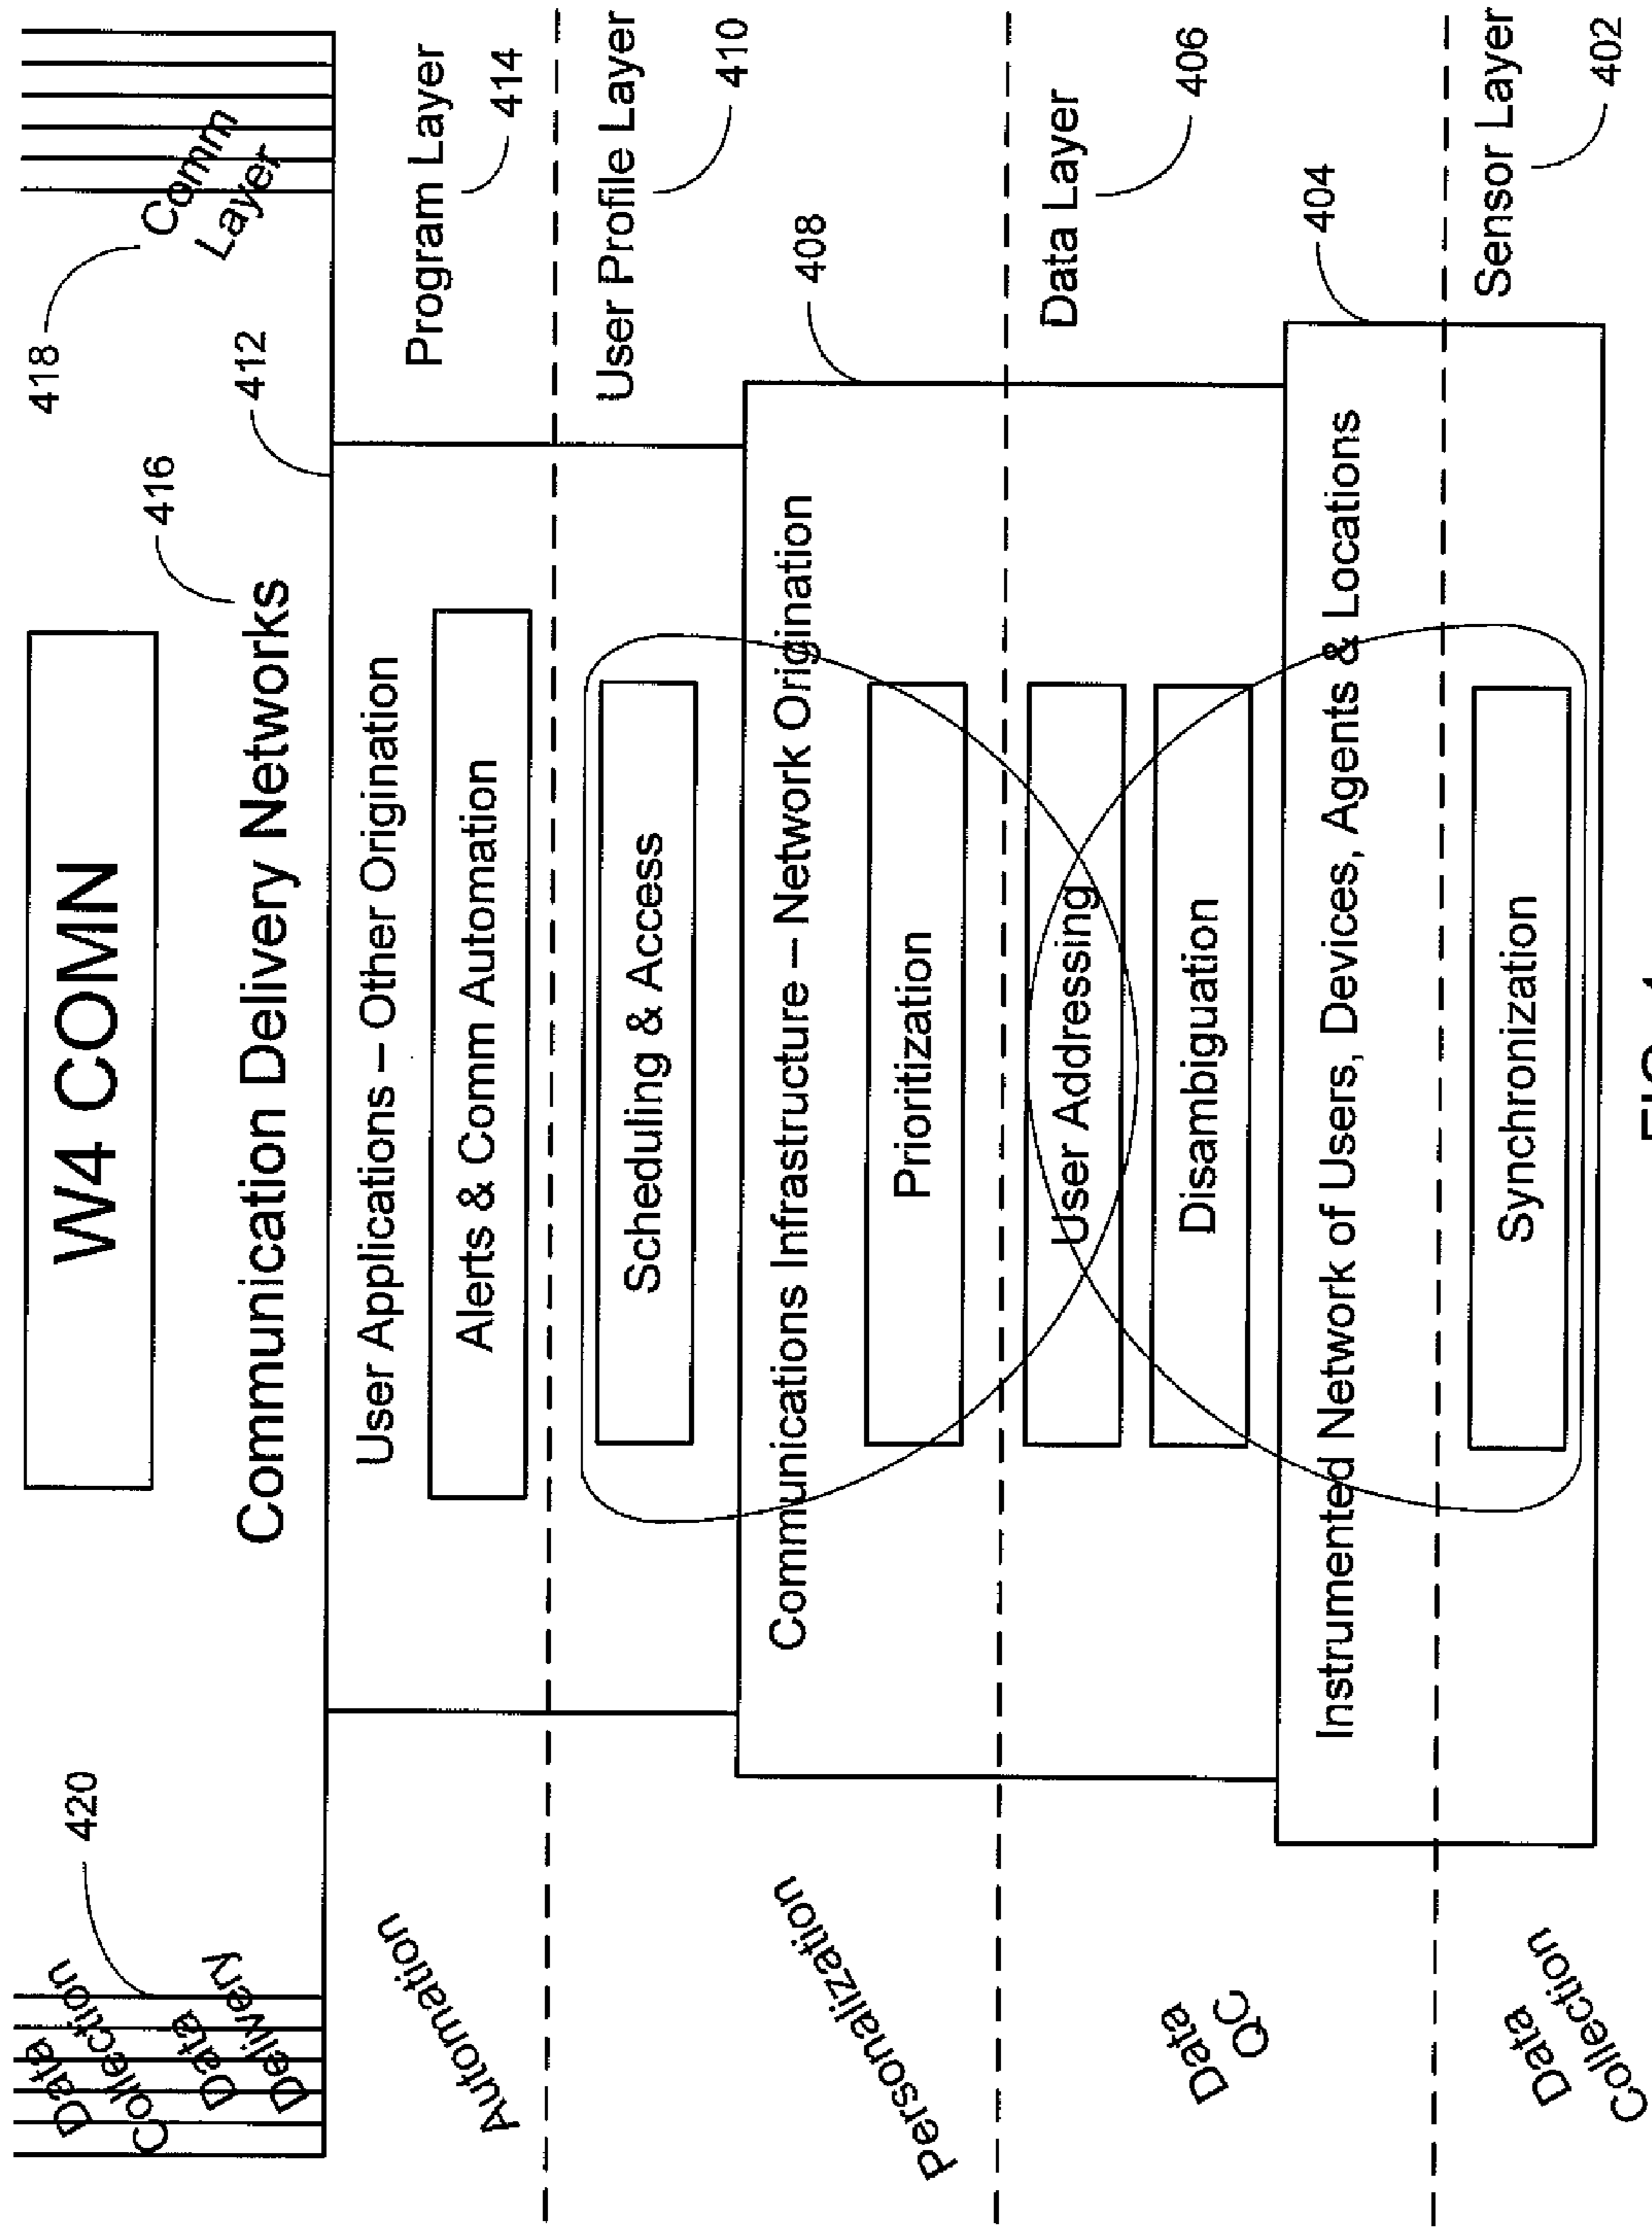 W4 COMN
Communication Delivery Networks
416
418
Comm
Layer
420
Data
Collection
Data
Delivery
412
User Applications – Other Origination
Program Layer
414
Automation
Alerts & Comm Automation
User Profile Layer
410
Scheduling & Access
Personalization
Communications Infrastructure – Network Origination
408
Prioritization
Data Layer
406
Data
QC
User Addressing
Disambiguation
404
Instrumented Network of Users, Devices, Agents & Locations
Sensor Layer
402
Data
Collection
Synchronization